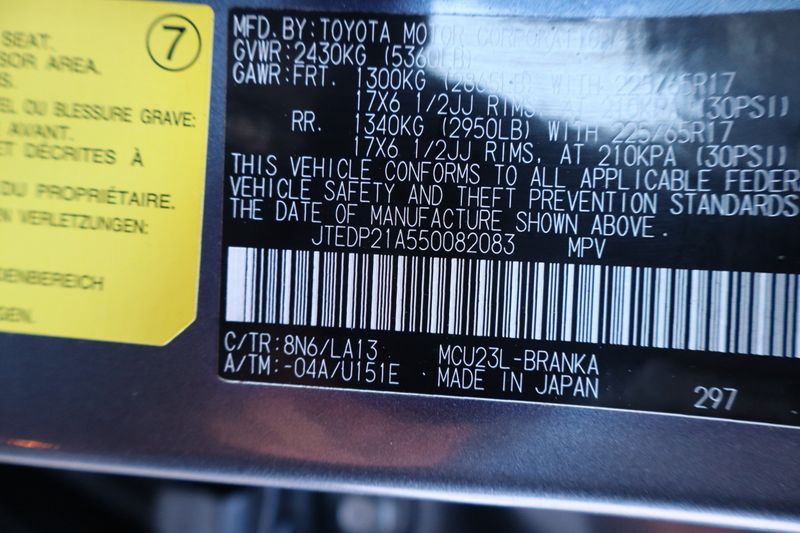 SEAT.
SOR AREA.
7
EL OU BLESSURE GRAVE:
AVANT.
ET DÉCRITES À
DU PROPRIÉTAIRE.
EN VERLETZUNGEN:
DENBEREICH
GEN.
MFD. BY: TOYOTA MOTOR CORPORATION
GVWR: 2430KG (5360LB)
GAWR: FRT. 1300KG (2865LB) WITH 225/65R17
17X6 1/2JJ RIMS, AT 210KPA (30PSI)
RR. 1340KG (2950LB) WITH 225/65R17
17X6 1/2JJ RIMS, AT 210KPA (30PSI)
THIS VEHICLE CONFORMS TO ALL APPLICABLE FEDER
VEHICLE SAFETY AND THEFT PREVENTION STANDARDS
THE DATE OF MANUFACTURE SHOWN ABOVE.
JTEDP21A550082083 MPV
C/TR: 8N6/LA13 MCU23L-BRANKA
A/TM: -04A/U151E MADE IN JAPAN 297